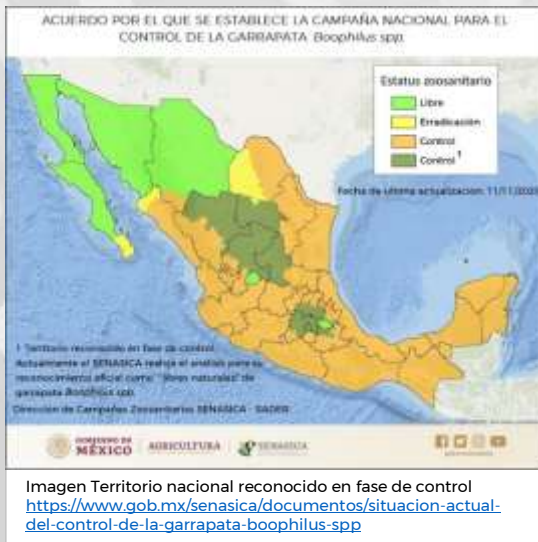 ACUERDO POR EL QUE SE ESTABLECE LA CAMPAÑA NACIONAL PARA EL
CONTROL DE LA GARRAPATA Boophilus spp.
Estatus zoosanitario
Libre
Erradicación
Control
Control 1
Fecha de última actualización: 11/11/202
1 Territorio reconocido en fase de control.
Actualmente el SENASICA realiza el análisis para su
reconocimiento oficial como "libres naturales" de
garrapata Boophilus spp.
Dirección de Campañas Zoosanitarias SENASICA - SADER
GOBIERNO DE
MÉXICO
AGRICULTURA
SENASICA
Imagen Territorio nacional reconocido en fase de control
https://www.gob.mx/senasica/documentos/situacion-actual-
del-control-de-la-garrapata-boophilus-spp